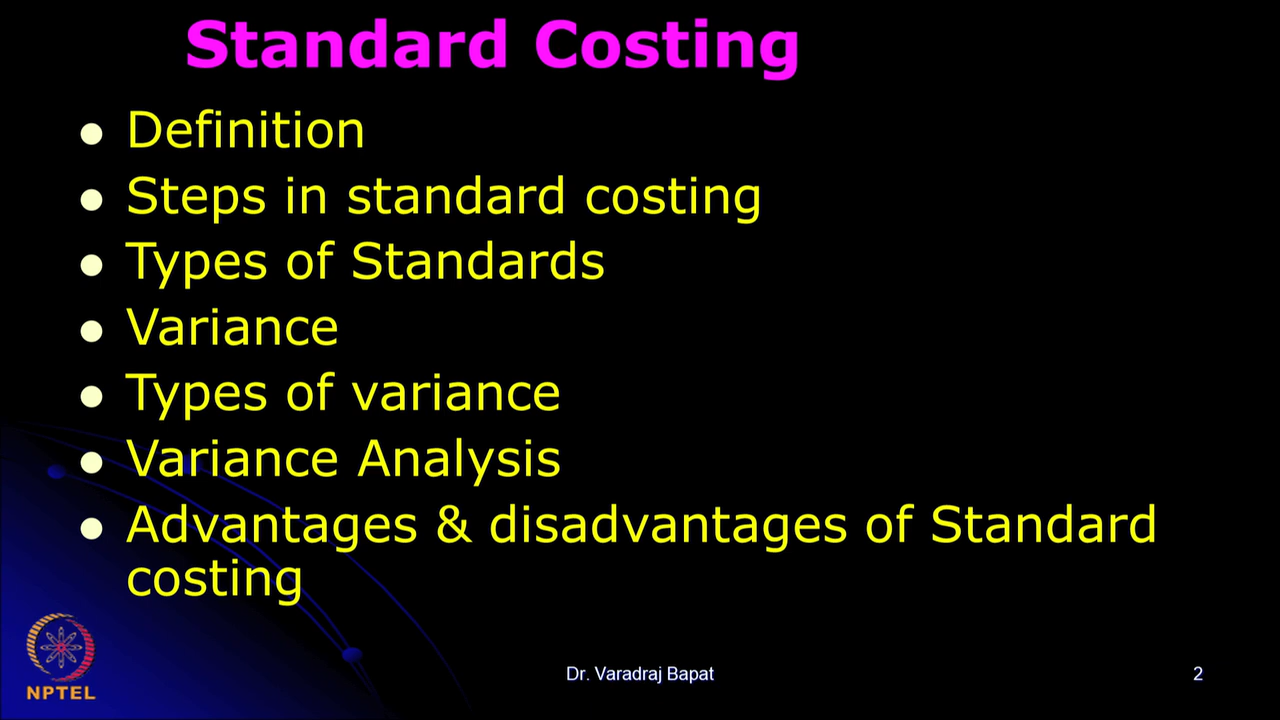 Standard Costing
Definition
Steps in standard costing
Types of Standards
Variance
Types of variance
Variance Analysis
Advantages & disadvantages of Standard
costing
NPTEL
Dr. Varadraj Bapat
2